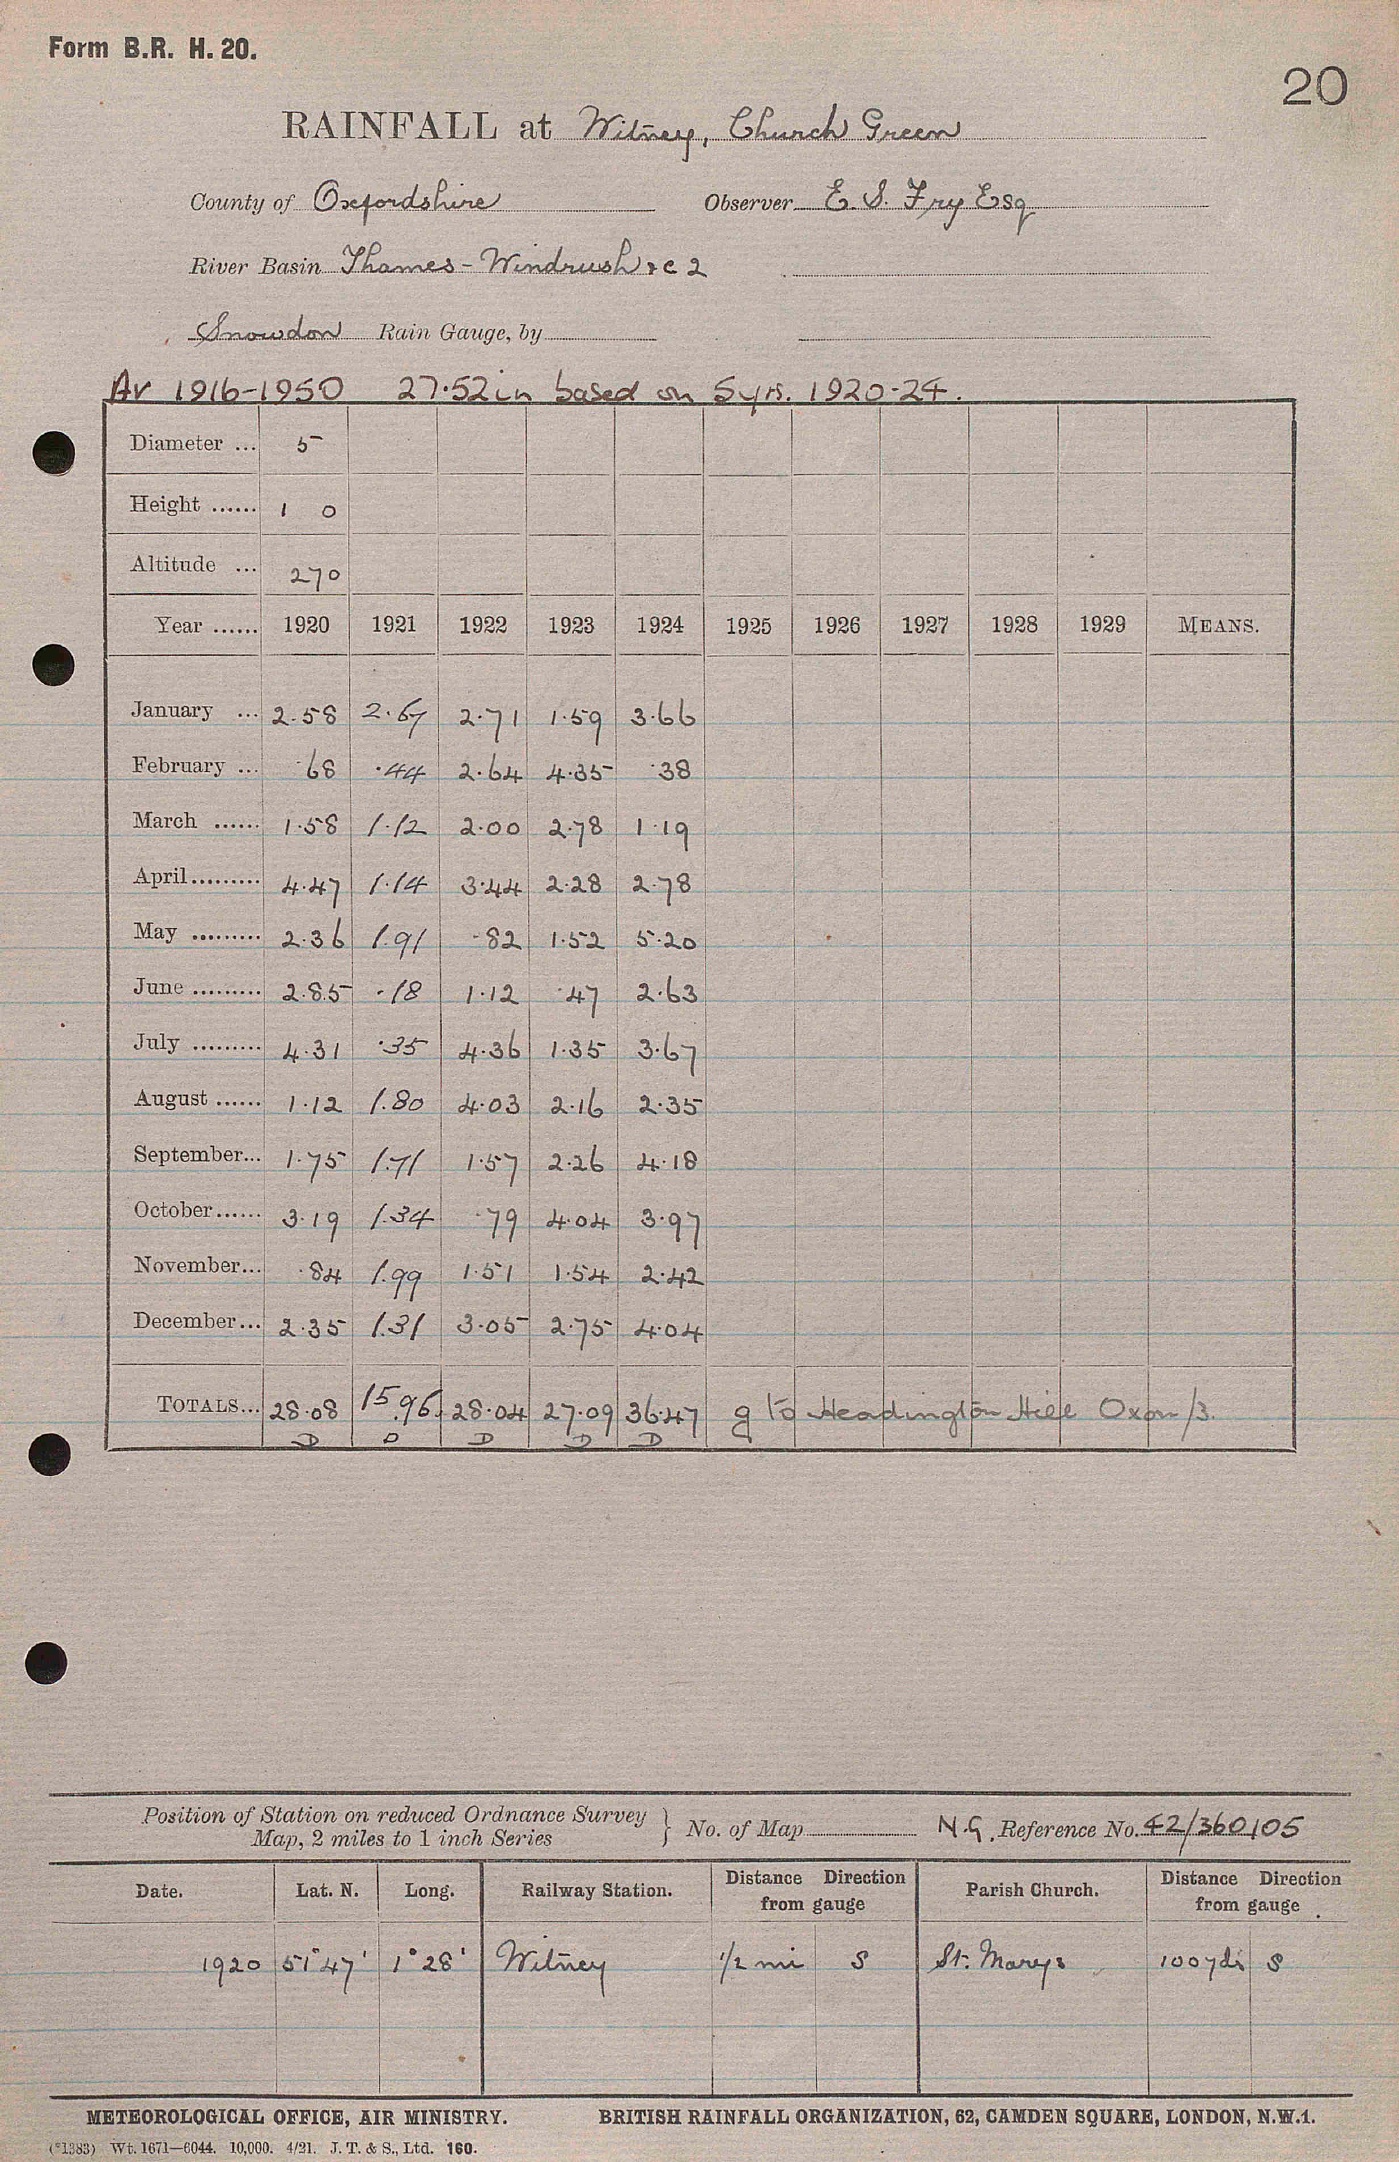 Form B.R. H. 20.
20
RAINFALL at Witney, Church Green
County of Oxfordshire Observer E. S. Fry Esq
River Basin Thames - Windrush & C 2
Snowdon Rain Gauge, by
Av 1916-1950 27.52 in based on 5 yrs. 1920-24.
Diameter ... 5
Height ...... 1 0
Altitude ... 270
Year ...... 1920 1921 1922 1923 1924 1925 1926 1927 1928 1929 MEANS.
January ... 2.58 2.67 2.71 1.59 3.66
February ... .68 .44 2.64 4.35 .38
March ...... 1.58 1.12 2.00 2.78 1.19
April ......... 4.47 1.14 3.44 2.28 2.78
May ......... 2.36 1.91 .82 1.52 5.20
June ......... 2.85 .18 1.12 .47 2.63
July ......... 4.31 .35 4.36 1.35 3.67
August ...... 1.12 1.80 4.03 2.16 2.35
September... 1.75 1.71 1.57 2.26 4.18
October...... 3.19 1.34 .79 4.04 3.97
November... .84 1.99 1.51 1.54 2.42
December... 2.35 1.31 3.05 2.75 4.04
TOTALS... 28.08 15.96 28.04 27.09 36.47 g to Headington Hill Oxon /3.
D D D D D
Position of Station on reduced Ordnance Survey
Map, 2 miles to 1 inch Series } No. of Map N.G. Reference No. 42/360105
Date. Lat. N. Long. Railway Station. Distance Direction from gauge Parish Church. Distance Direction from gauge
1920 51°47' 1°28' Witney 1/2 mi S St. Marys 100 yds S
METEOROLOGICAL OFFICE, AIR MINISTRY. BRITISH RAINFALL ORGANIZATION, 62, CAMDEN SQUARE, LONDON, N.W.1.
(*1383) Wt. 1671—6044. 10,000. 4/21. J. T. & S., Ltd. 160.